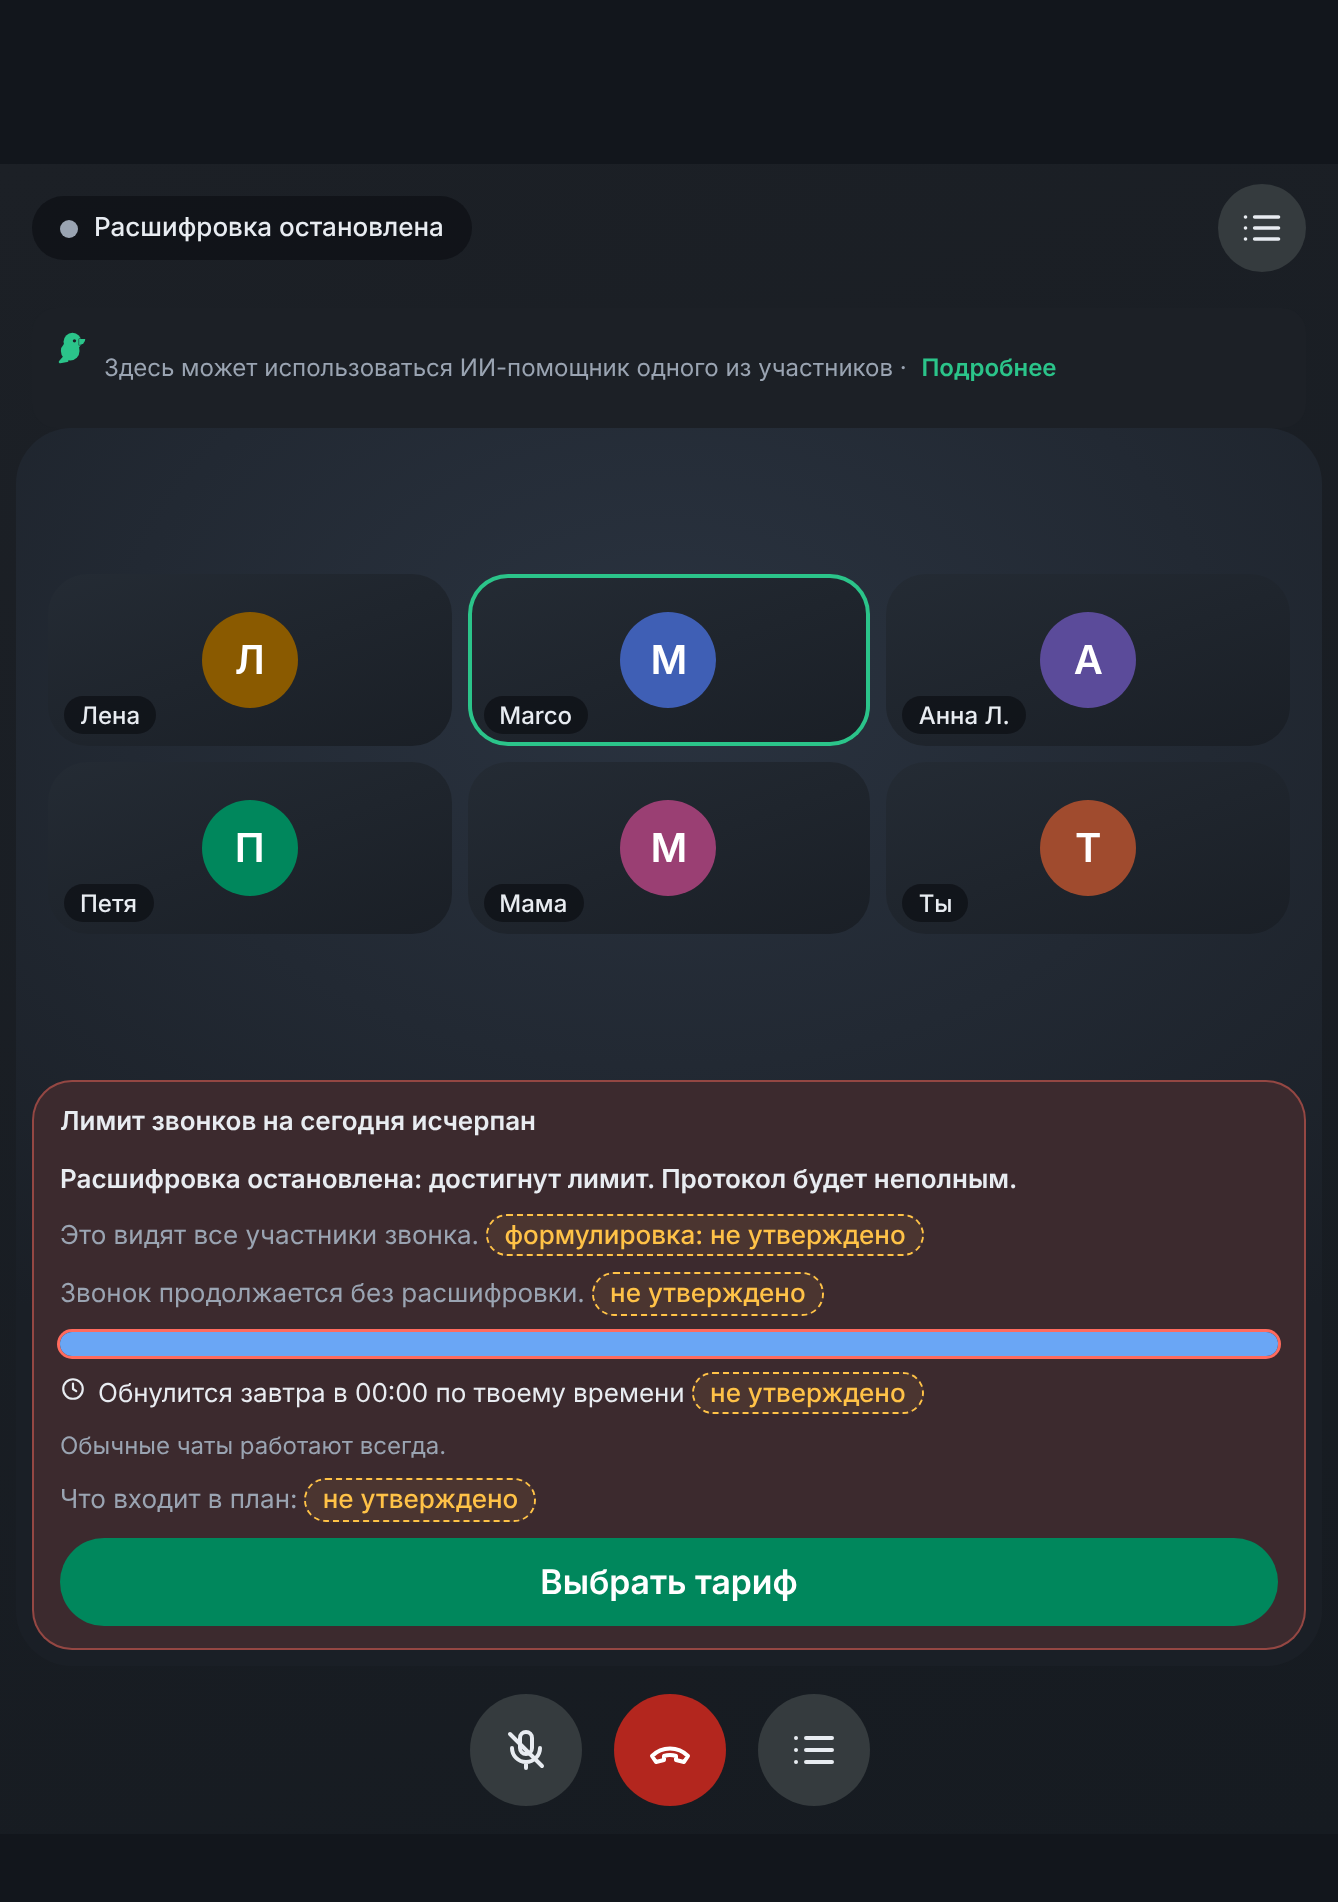 Расшифровка остановлена
Здесь может использоваться ИИ-помощник одного из участников · Подробнее
Л
Лена
М
Marco
А
Анна Л.
П
Петя
М
Мама
Т
Ты
Лимит звонков на сегодня исчерпан
Расшифровка остановлена: достигнут лимит. Протокол будет неполным.
Это видят все участники звонка. формулировка: не утверждено
Звонок продолжается без расшифровки. не утверждено
Обнулится завтра в 00:00 по твоему времени не утверждено
Обычные чаты работают всегда.
Что входит в план: не утверждено
Выбрать тариф